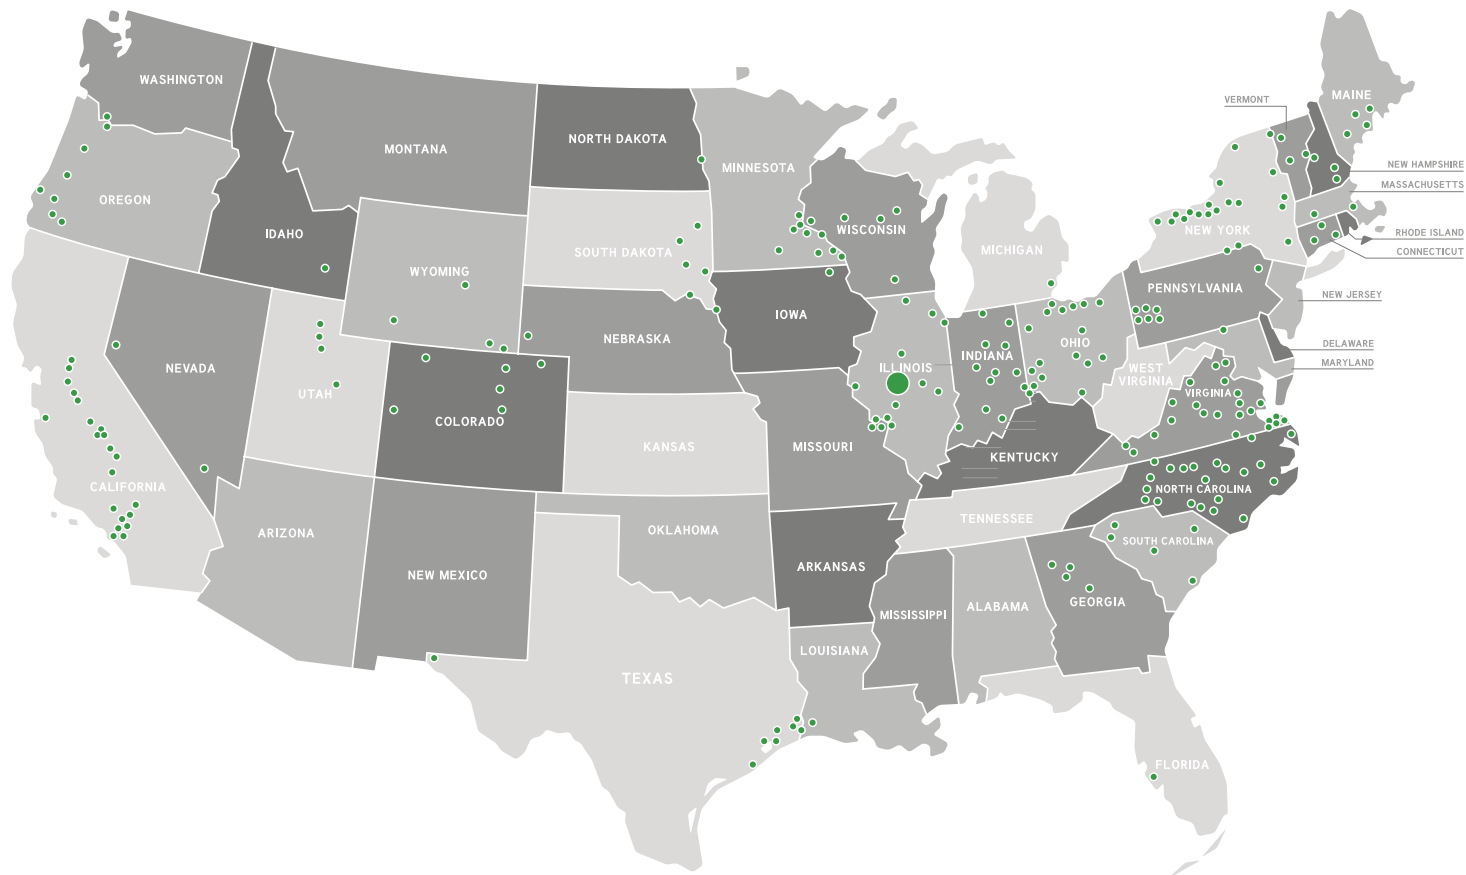 WASHINGTON
MAINE
VERMONT
NORTH DAKOTA
MONTANA
MINNESOTA
NEW HAMPSHIRE
MASSACHUSETTS
OREGON
IDAHO
WISCONSIN
NEW YORK
RHODE ISLAND
SOUTH DAKOTA
MICHIGAN
CONNECTICUT
WYOMING
PENNSYLVANIA
NEW JERSEY
IOWA
NEBRASKA
OHIO
DELAWARE
INDIANA
MARYLAND
NEVADA
ILLINOIS
WEST
VIRGINIA
UTAH
VIRGINIA
COLORADO
KANSAS
MISSOURI
KENTUCKY
CALIFORNIA
NORTH CAROLINA
TENNESSEE
ARIZONA
OKLAHOMA
SOUTH CAROLINA
ARKANSAS
NEW MEXICO
GEORGIA
ALABAMA
MISSISSIPPI
LOUISIANA
TEXAS
FLORIDA